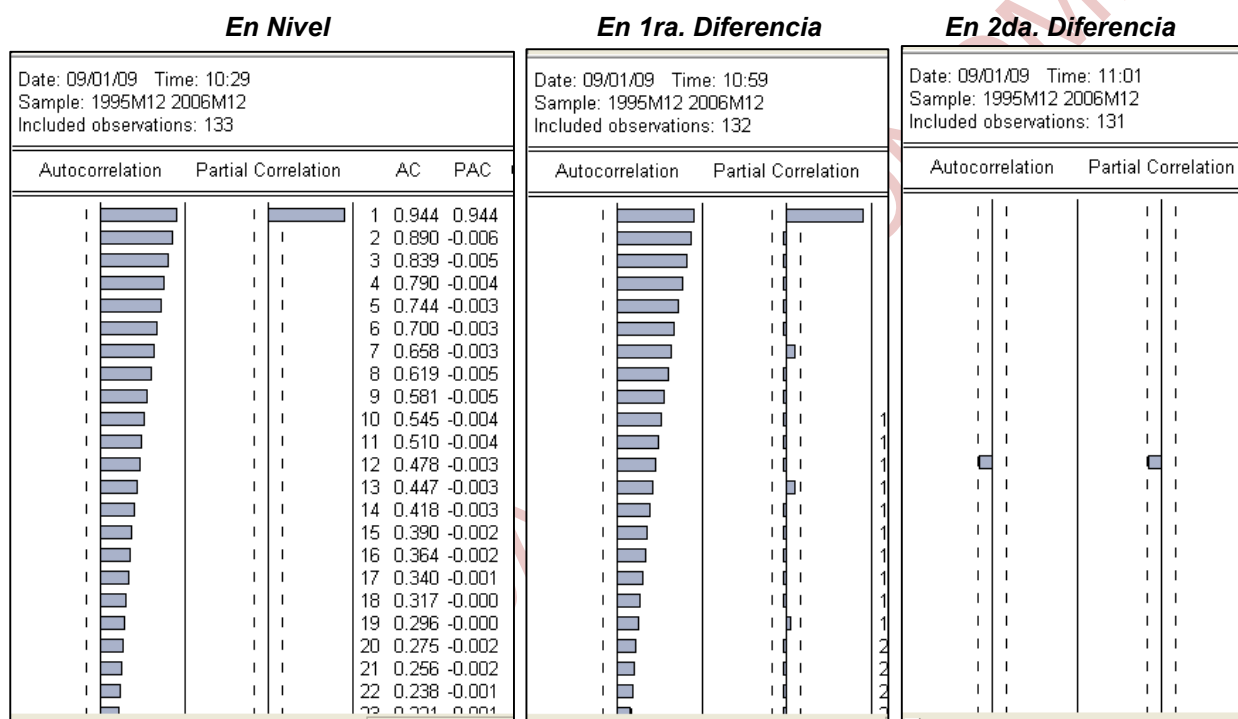 En Nivel
Date: 09/01/09 Time: 10:29
Sample: 1995M12 2006M12
Included observations: 133
Autocorrelation Partial Correlation AC PAC
1 0.944 0.944
2 0.890 -0.006
3 0.839 -0.005
4 0.790 -0.004
5 0.744 -0.003
6 0.700 -0.003
7 0.658 -0.003
8 0.619 -0.005
9 0.581 -0.005
10 0.545 -0.004
11 0.510 -0.004
12 0.478 -0.003
13 0.447 -0.003
14 0.418 -0.003
15 0.390 -0.002
16 0.364 -0.002
17 0.340 -0.001
18 0.317 -0.000
19 0.296 -0.000
20 0.275 -0.002
21 0.256 -0.002
22 0.238 -0.001
En 1ra. Diferencia
Date: 09/01/09 Time: 10:59
Sample: 1995M12 2006M12
Included observations: 132
Autocorrelation Partial Correlation
En 2da. Diferencia
Date: 09/01/09 Time: 11:01
Sample: 1995M12 2006M12
Included observations: 131
Autocorrelation Partial Correlation